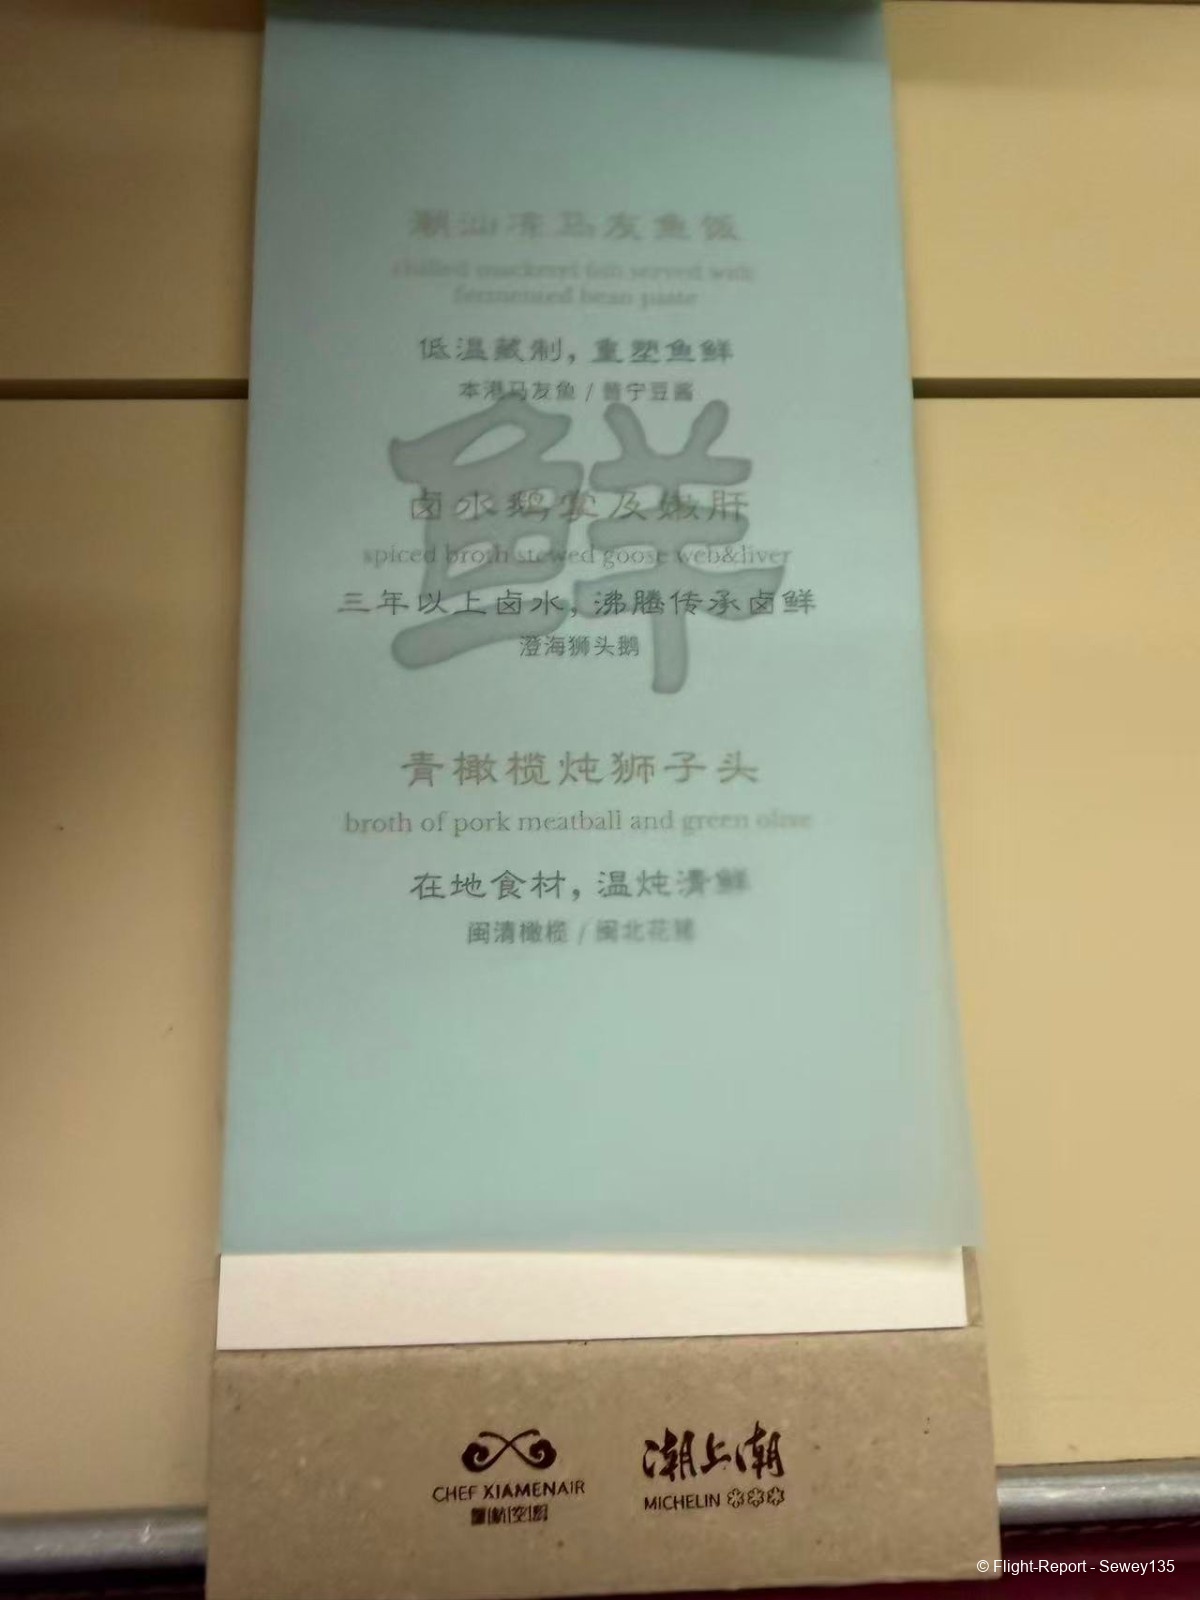 潮汕冻马友鱼饭
chilled mackerel fish served with
fermented bean paste
低温藏制，重塑鱼鲜
本港马友鱼 / 普宁豆酱
鲜
卤水鹅掌及嫩肝
spiced broth stewed goose web&liver
三年以上卤水，沸腾传承卤鲜
澄海狮头鹅
青橄榄炖狮子头
broth of pork meatball and green olive
在地食材，温炖清鲜
闽清橄榄 / 闽北花猪
CHEF XIAMENAIR
厦航空厨
潮上潮
MICHELIN
© Flight-Report - Sewey135